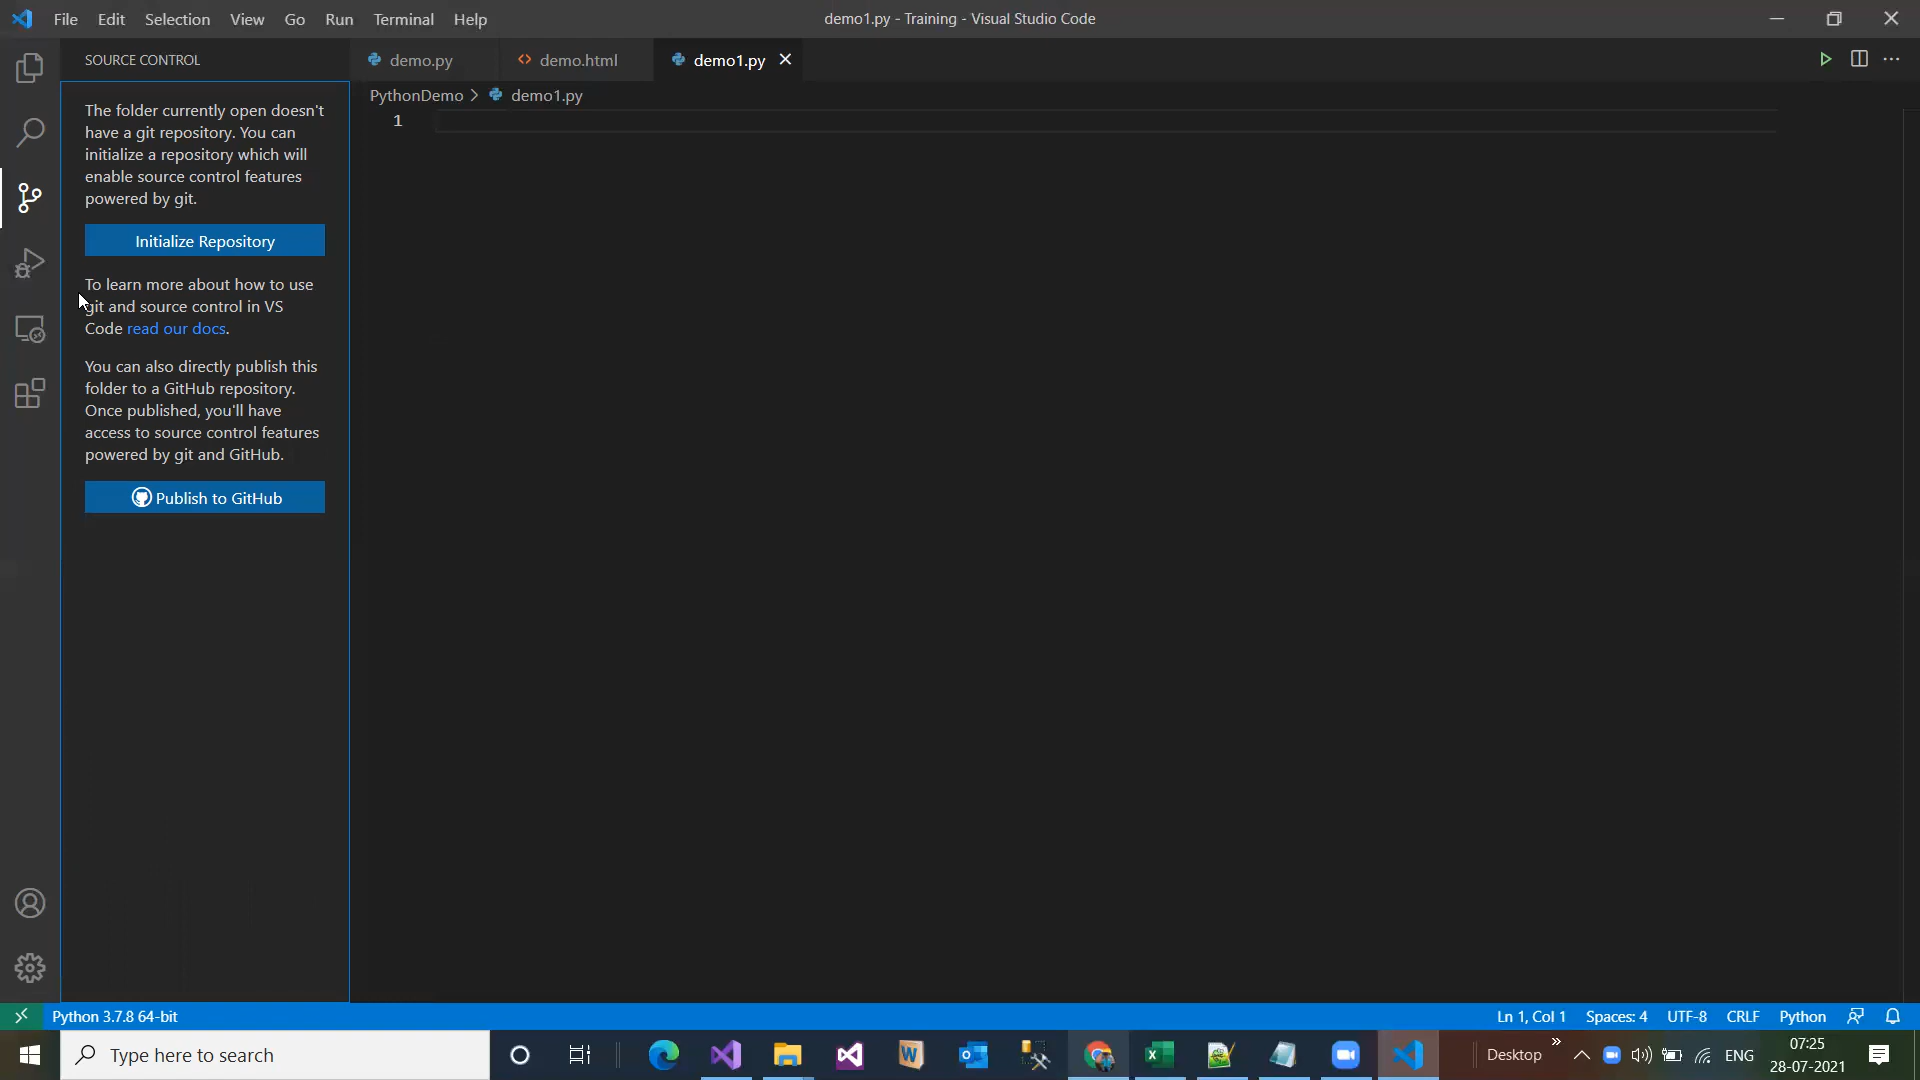 File Edit Selection View Go Run Terminal Help
demo1.py - Training - Visual Studio Code
SOURCE CONTROL
demo.py
demo.html
demo1.py
PythonDemo
demo1.py
1
The folder currently open doesn't
have a git repository. You can
initialize a repository which will
enable source control features
powered by git.
Initialize Repository
To learn more about how to use
git and source control in VS
Code read our docs.
You can also directly publish this
folder to a GitHub repository.
Once published, you'll have
access to source control features
powered by git and GitHub.
Publish to GitHub
Python 3.7.8 64-bit
Ln 1, Col 1
Spaces: 4
UTF-8
CRLF
Python
Type here to search
Desktop
ENG
07:25
28-07-2021